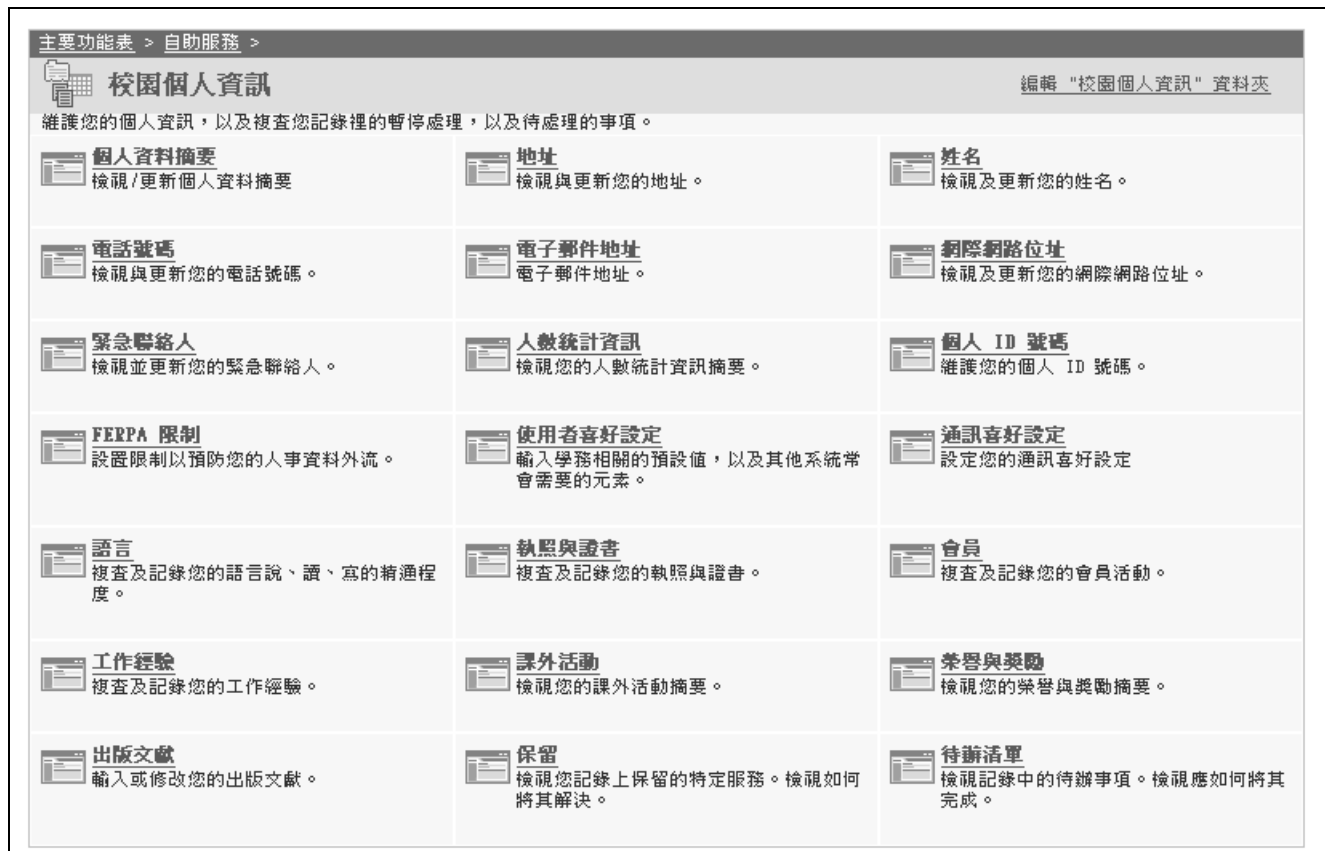 主要功能表 > 自助服務 >
校園個人資訊
編輯 "校園個人資訊" 資料夾
維護您的個人資訊，以及複查您記錄裡的暫停處理，以及待處理的事項。
個人資料摘要
檢視/更新個人資料摘要
地址
檢視與更新您的地址。
姓名
檢視及更新您的姓名。
電話號碼
檢視與更新您的電話號碼。
電子郵件地址
電子郵件地址。
網際網路位址
檢視及更新您的網際網路位址。
緊急聯絡人
檢視並更新您的緊急聯絡人。
人數統計資訊
檢視您的人數統計資訊摘要。
個人 ID 號碼
維護您的個人 ID 號碼。
FERPA 限制
設置限制以預防您的人事資料外流。
使用者喜好設定
輸入學務相關的預設值，以及其他系統常
會需要的元素。
通訊喜好設定
設定您的通訊喜好設定
語言
複查及記錄您的語言說、讀、寫的精通程
度。
執照與證書
複查及記錄您的執照與證書。
會員
複查及記錄您的會員活動。
工作經驗
複查及記錄您的工作經驗。
課外活動
檢視您的課外活動摘要。
榮譽與獎勵
檢視您的榮譽與獎勵摘要。
出版文獻
輸入或修改您的出版文獻。
保留
檢視您記錄上保留的特定服務。檢視如何
將其解決。
待辦清單
檢視記錄中的待辦事項。檢視應如何將其
完成。